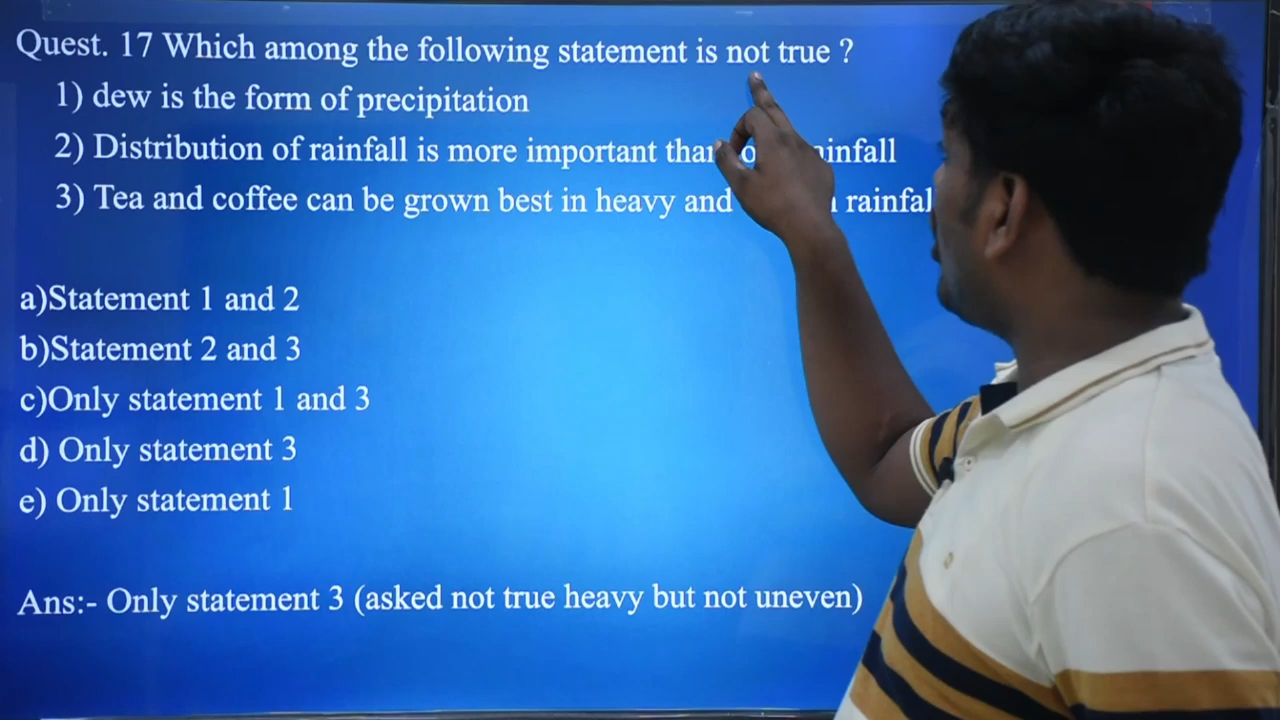 Quest. 17 Which among the following statement is not true ?
1) dew is the form of precipitation
2) Distribution of rainfall is more important than
3) Tea and coffee can be grown best in heavy and
a)Statement 1 and 2
b)Statement 2 and 3
c)Only statement 1 and 3
d) Only statement 3
e) Only statement 1
Ans:- Only statement 3 (asked not true heavy but not uneven)